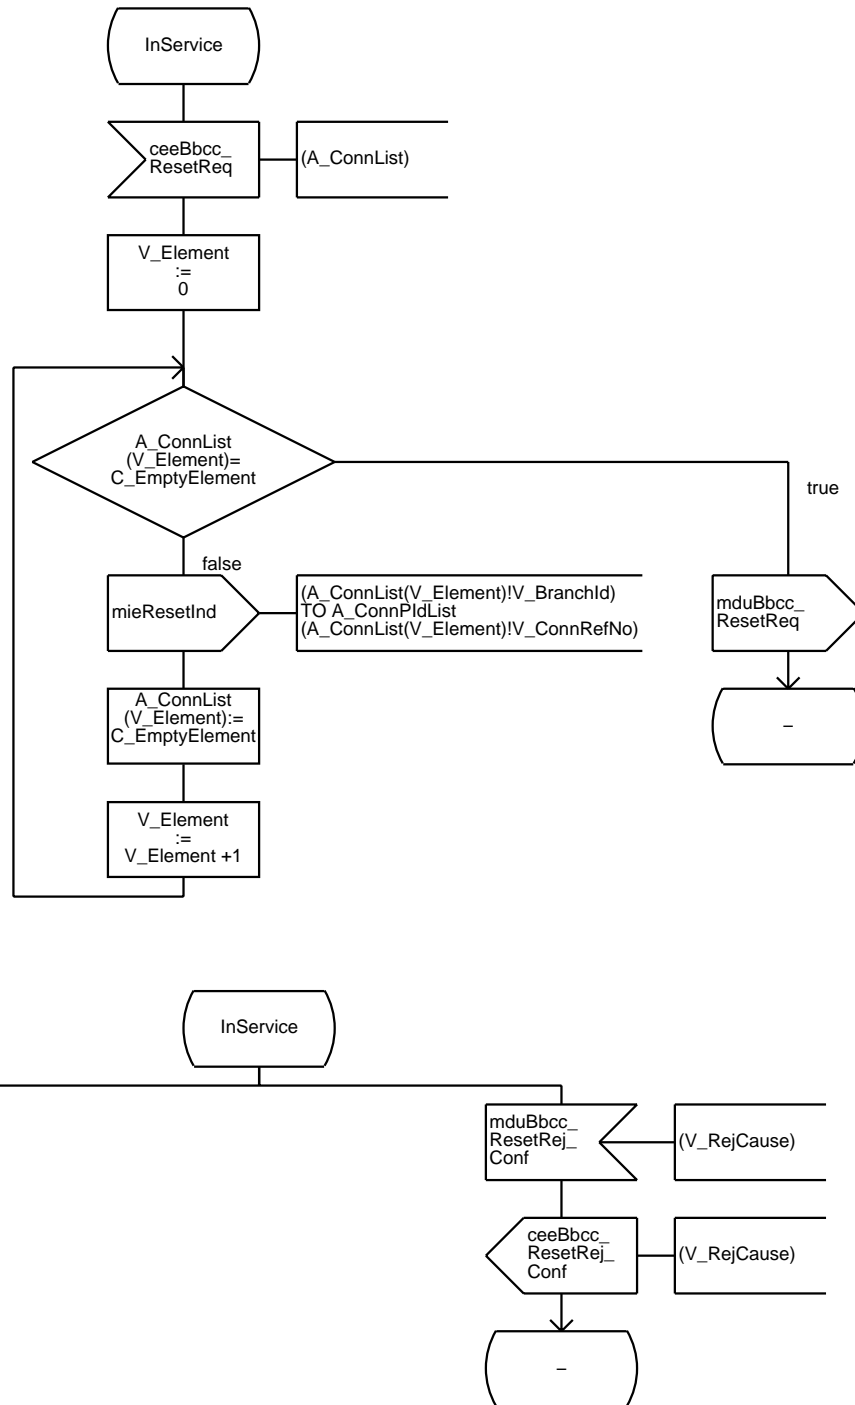 InService
ceeBbcc_
ResetReq
(A_ConnList)
V_Element
:=
0
A_ConnList
(V_Element)=
C_EmptyElement
true
false
mieResetInd
(A_ConnList(V_Element)!V_BranchId)
TO A_ConnPIdList
(A_ConnList(V_Element)!V_ConnRefNo)
mduBbcc_
ResetReq
A_ConnList
(V_Element):=
C_EmptyElement
–
V_Element
:=
V_Element +1
InService
mduBbcc_
ResetRej_
Conf
(V_RejCause)
ceeBbcc_
ResetRej_
Conf
(V_RejCause)
–